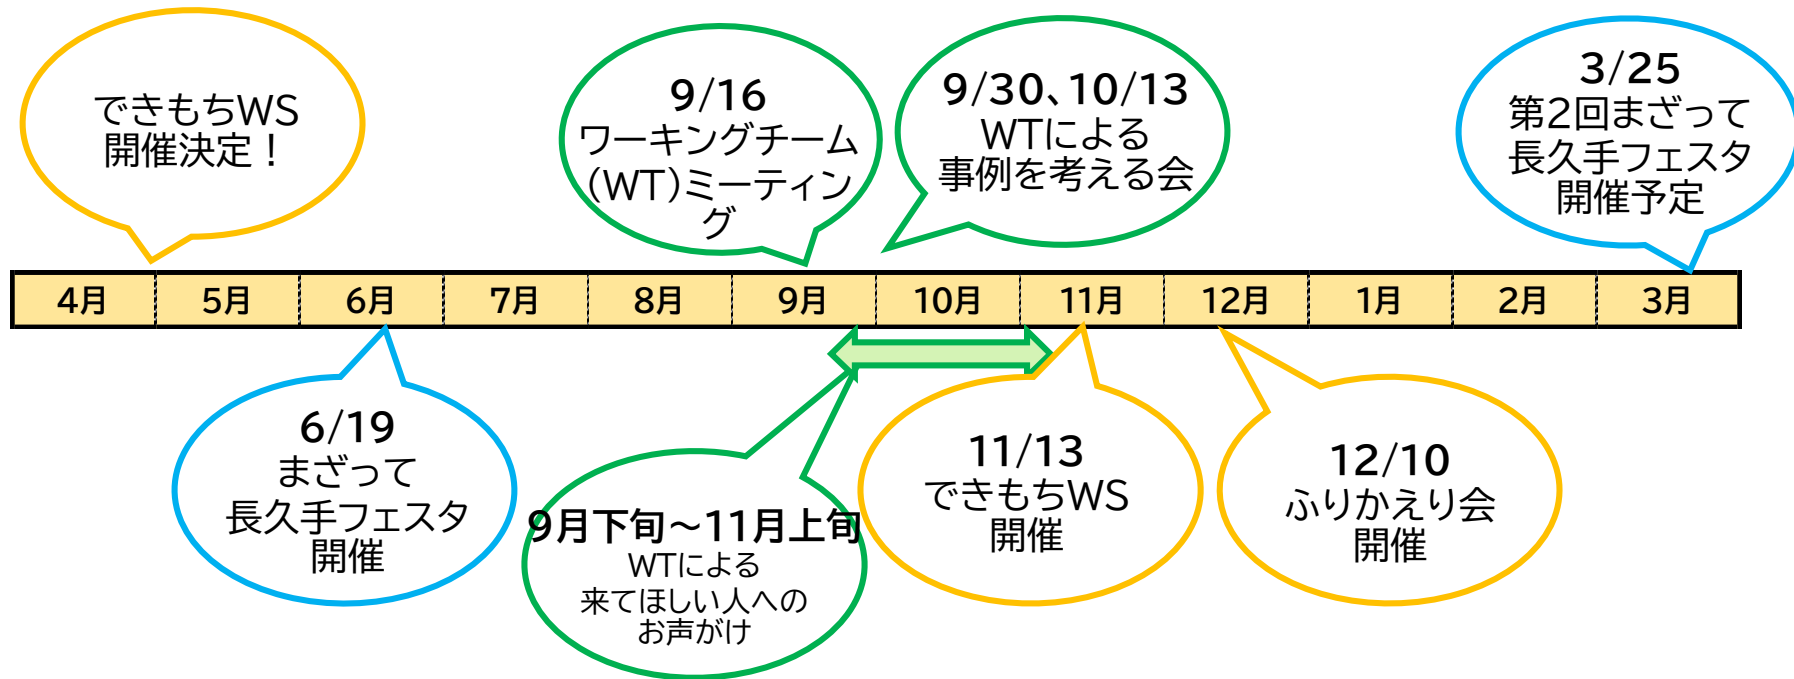 できもちWS
開催決定！
9/16
ワーキングチーム
(WT)ミーティン
グ
9/30、10/13
WTによる
事例を考える会
3/25
第2回まざって
長久手フェスタ
開催予定
4月
5月
6月
7月
8月
9月
10月
11月
12月
1月
2月
3月
6/19
まざって
長久手フェスタ
開催
9月下旬～11月上旬
WTによる
来てほしい人への
お声がけ
11/13
できもちWS
開催
12/10
ふりかえり会
開催